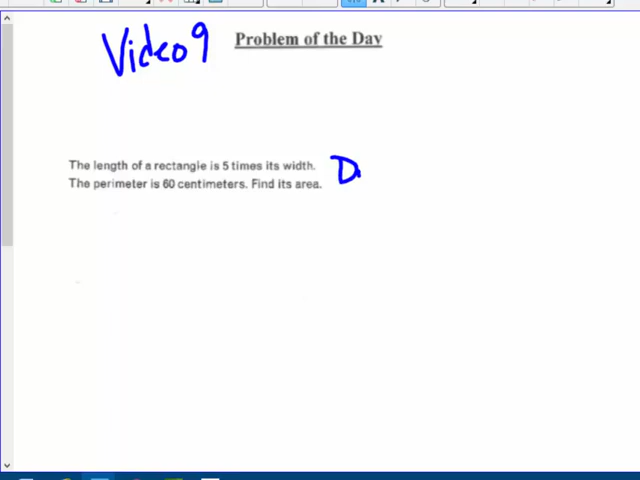 Video 9
Problem of the Day
The length of a rectangle is 5 times its width.
The perimeter is 60 centimeters. Find its area.
D